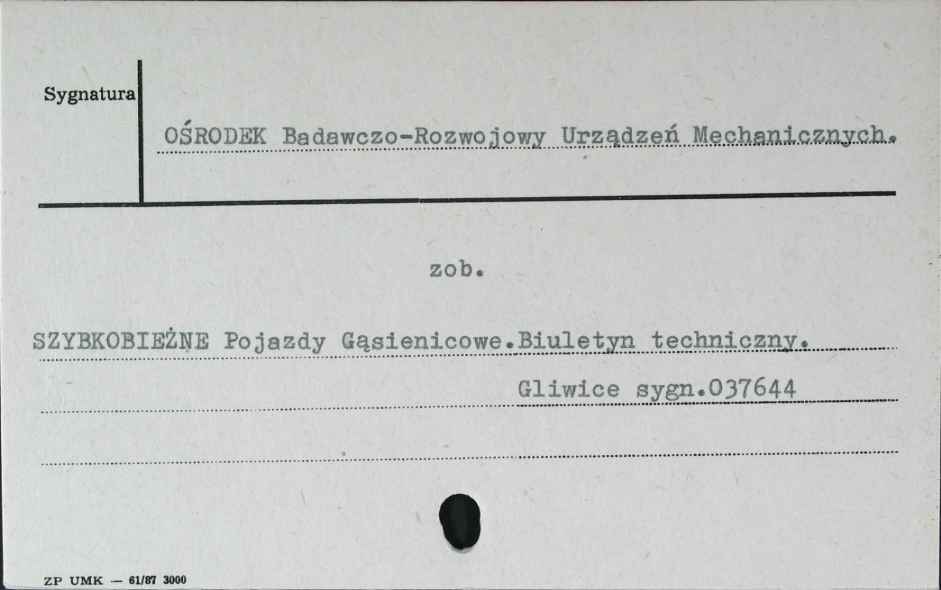 Sygnatura
OŚRODEK Badawczo-Rozwojowy Urządzeń Mechanicznych.
zob.
SZYBKOBIEŻNE Pojazdy Gąsienicowe.Biuletyn techniczny.
Gliwice sygn.037644
ZP UMK — 61/87 3000